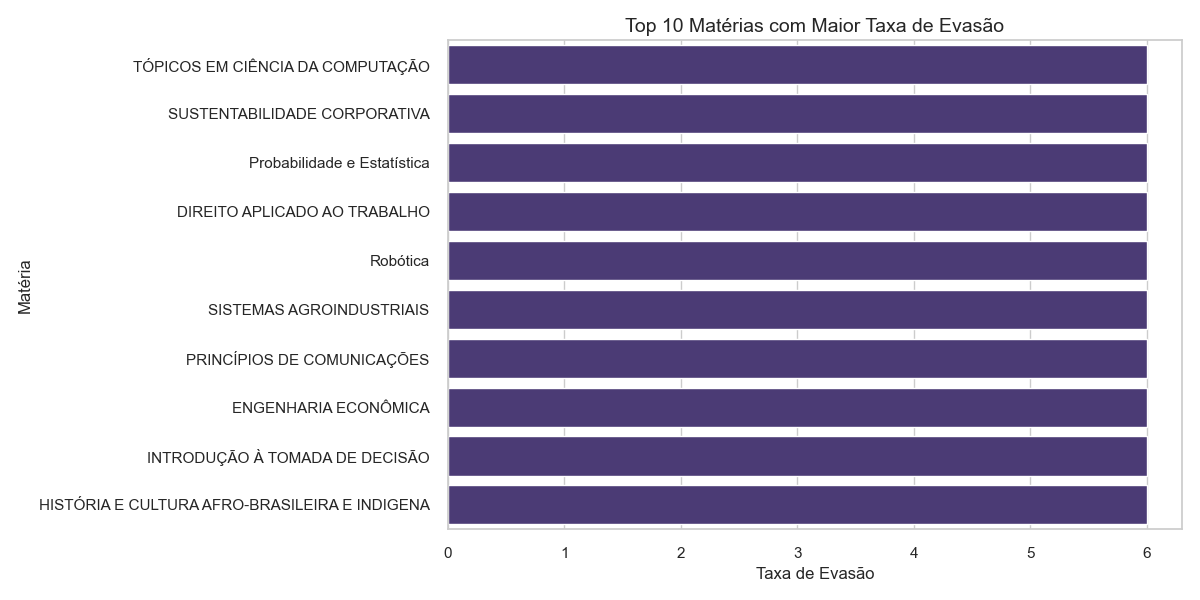 Top 10 Matérias com Maior Taxa de Evasão
Matéria
TÓPICOS EM CIÊNCIA DA COMPUTAÇÃO
SUSTENTABILIDADE CORPORATIVA
Probabilidade e Estatística
DIREITO APLICADO AO TRABALHO
Robótica
SISTEMAS AGROINDUSTRIAIS
PRINCÍPIOS DE COMUNICAÇÕES
ENGENHARIA ECONÔMICA
INTRODUÇÃO À TOMADA DE DECISÃO
HISTÓRIA E CULTURA AFRO-BRASILEIRA E INDIGENA
0 1 2 3 4 5 6
Taxa de Evasão